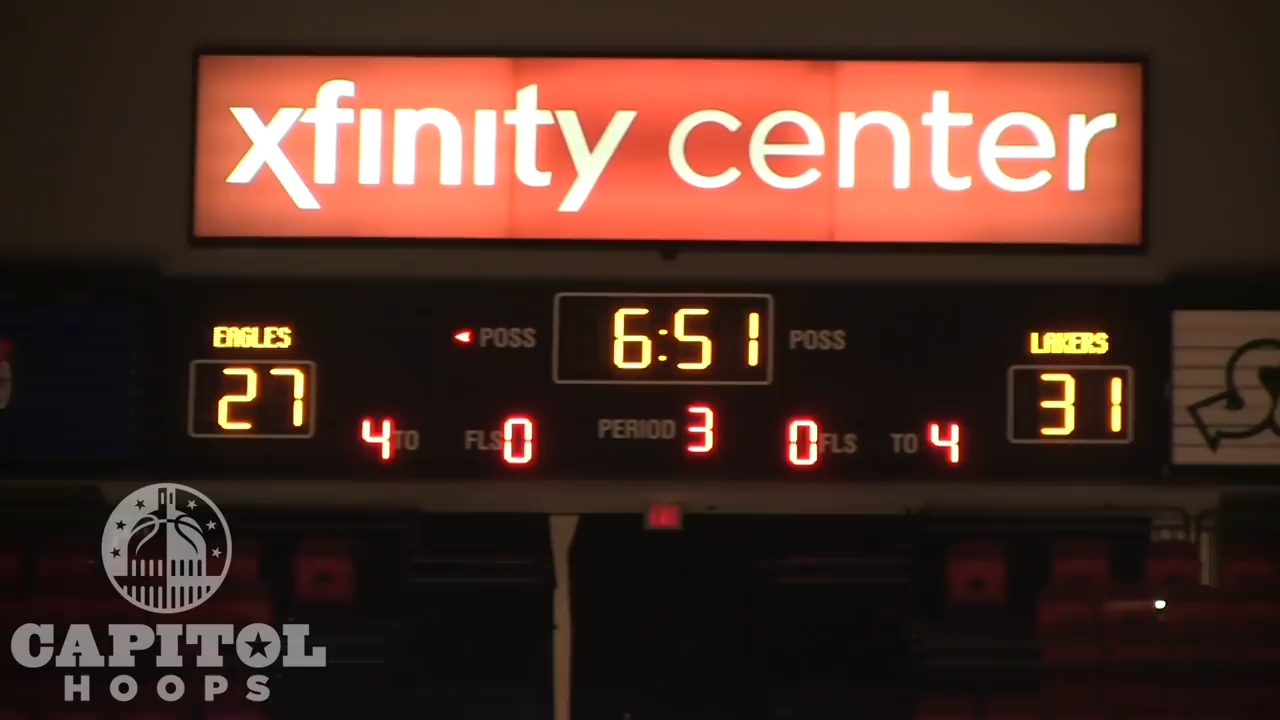 xfinity center
EAGLES
27
POSS
6:51
POSS
LAKERS
31
4 TO
FLS 0
PERIOD 3
0 FLS
TO 4
CAPITOL
HOOPS